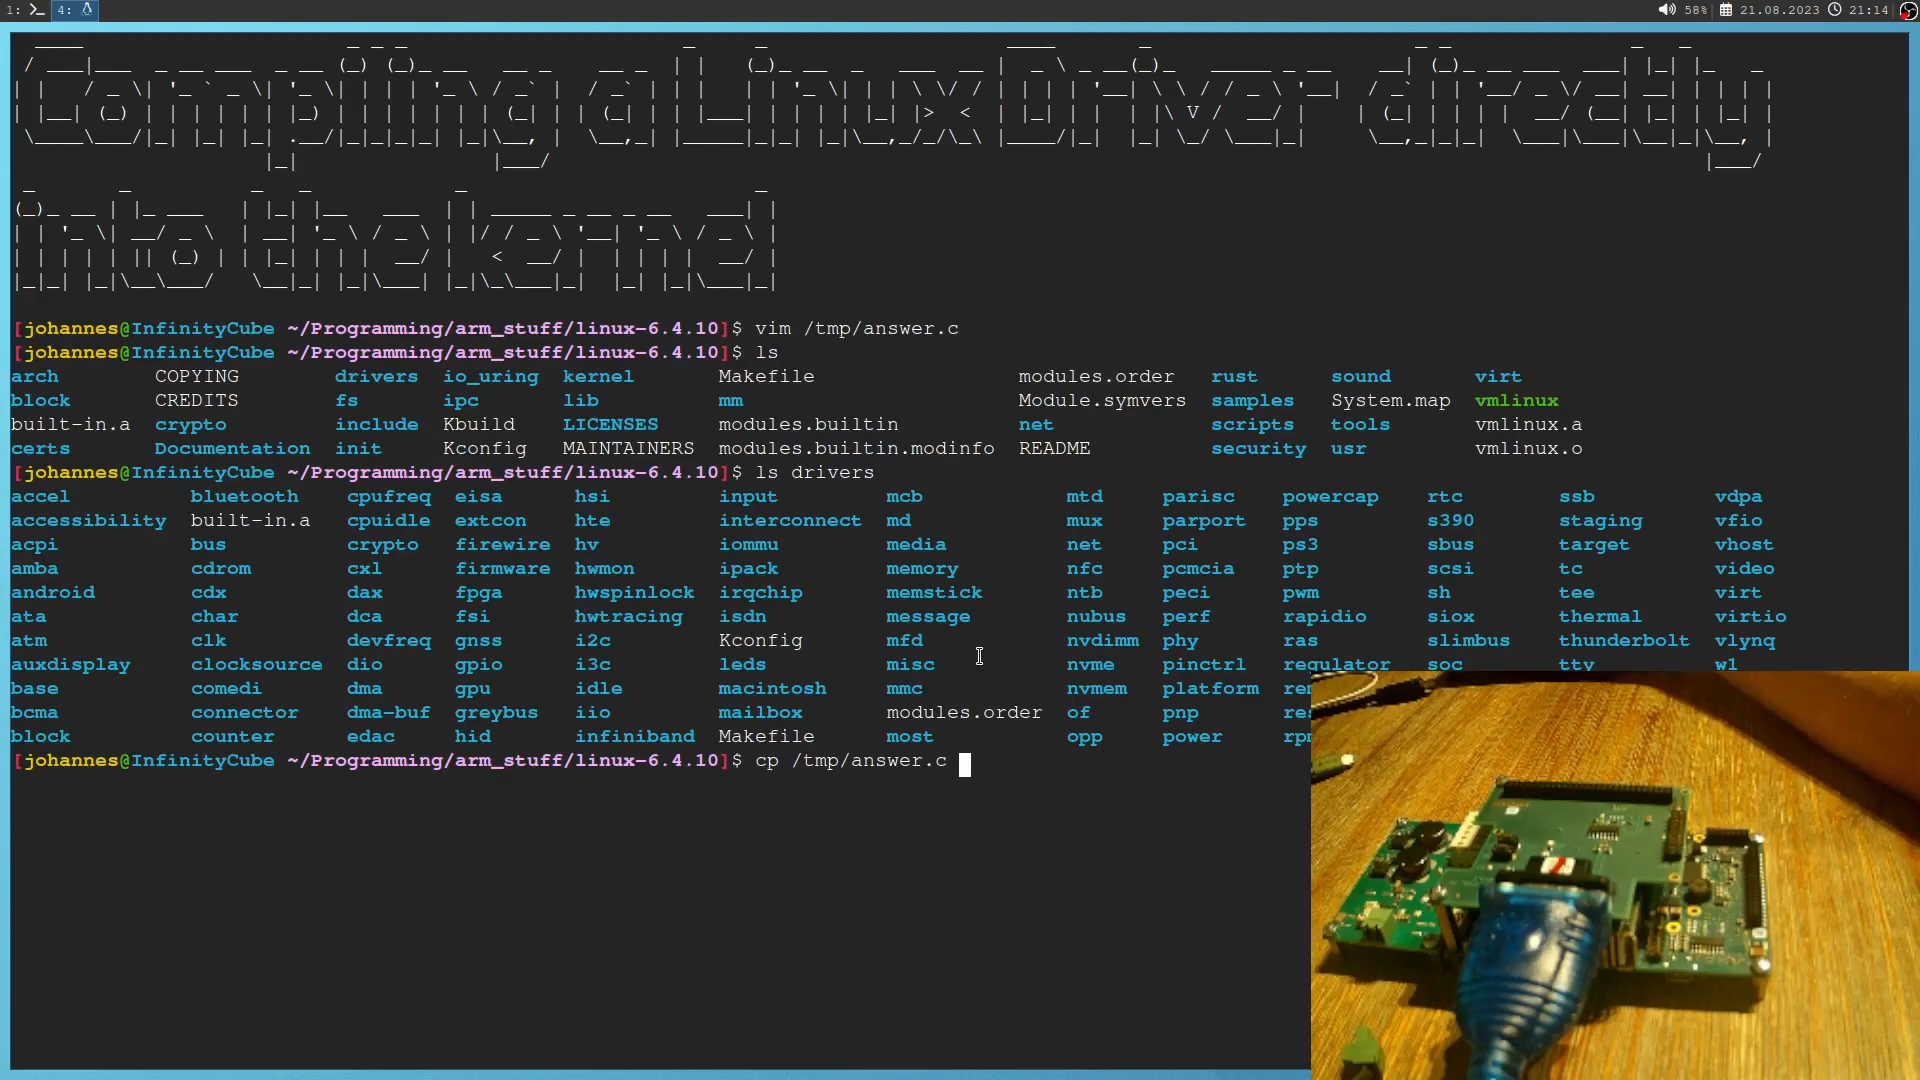 1: 4: 58% 21.08.2023 21:14
Compiling a Linux Driver directly
into the kernel
[johannes@InfinityCube ~/Programming/arm_stuff/linux-6.4.10]$ vim /tmp/answer.c
[johannes@InfinityCube ~/Programming/arm_stuff/linux-6.4.10]$ ls
arch COPYING drivers io_uring kernel Makefile modules.order rust sound virt
block CREDITS fs ipc lib mm Module.symvers samples System.map vmlinux
built-in.a crypto include Kbuild LICENSES modules.builtin net scripts tools vmlinux.a
certs Documentation init Kconfig MAINTAINERS modules.builtin.modinfo README security usr vmlinux.o
[johannes@InfinityCube ~/Programming/arm_stuff/linux-6.4.10]$ ls drivers
accel bluetooth cpufreq eisa hsi input mcb mtd parisc powercap rtc ssb vdpa
accessibility built-in.a cpuidle extcon hte interconnect md mux parport pps s390 staging vfio
acpi bus crypto firewire hv iommu media net pci ps3 sbus target vhost
amba cdrom cxl firmware hwmon ipack memory nfc pcmcia ptp scsi tc video
android cdx dax fpga hwspinlock irqchip memstick ntb peci pwm sh tee virt
ata char dca fsi hwtracing isdn message nubus perf rapidio siox thermal virtio
atm clk devfreq gnss i2c Kconfig mfd nvdimm phy ras slimbus thunderbolt vlynq
auxdisplay clocksource dio gpio i3c leds misc nvme pinctrl regulator soc tty w1
base comedi dma gpu idle macintosh mmc nvmem platform
bcma connector dma-buf greybus iio mailbox modules.order of pnp
block counter edac hid infiniband Makefile most opp power
[johannes@InfinityCube ~/Programming/arm_stuff/linux-6.4.10]$ cp /tmp/answer.c